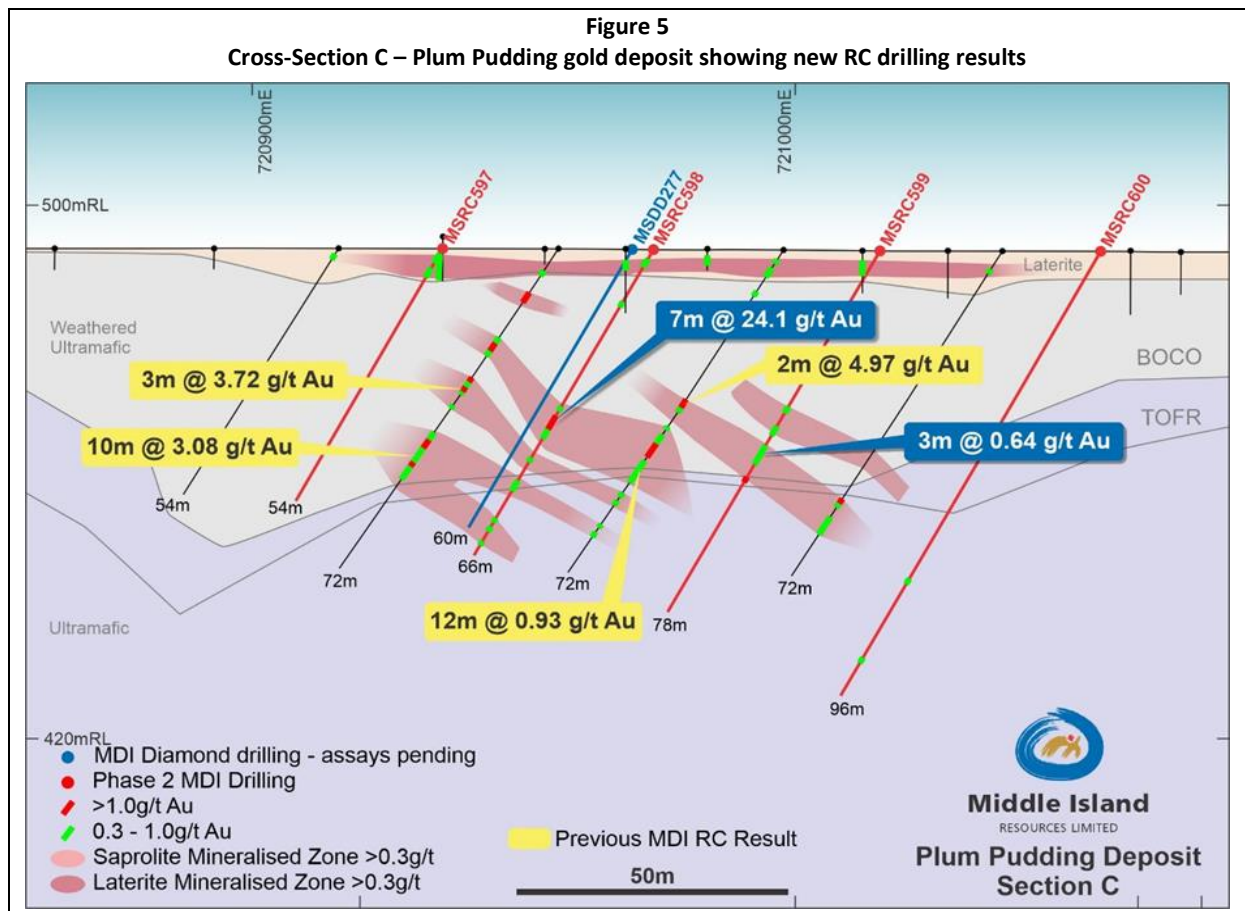 Figure 5
Cross-Section C – Plum Pudding gold deposit showing new RC drilling results
720900mE
721000mE
500mRL
MSRC597
MSDD277
MSRC598
MSRC599
MSRC600
Laterite
Weathered
Ultramafic
7m @ 24.1 g/t Au
BOCO
3m @ 3.72 g/t Au
2m @ 4.97 g/t Au
TOFR
10m @ 3.08 g/t Au
3m @ 0.64 g/t Au
54m
54m
60m
66m
72m
72m
72m
12m @ 0.93 g/t Au
78m
Ultramafic
96m
420mRL
MDI Diamond drilling - assays pending
Phase 2 MDI Drilling
>1.0g/t Au
0.3 - 1.0g/t Au
Saprolite Mineralised Zone >0.3g/t
Laterite Mineralised Zone >0.3g/t
Previous MDI RC Result
50m
Middle Island
RESOURCES LIMITED
Plum Pudding Deposit
Section C